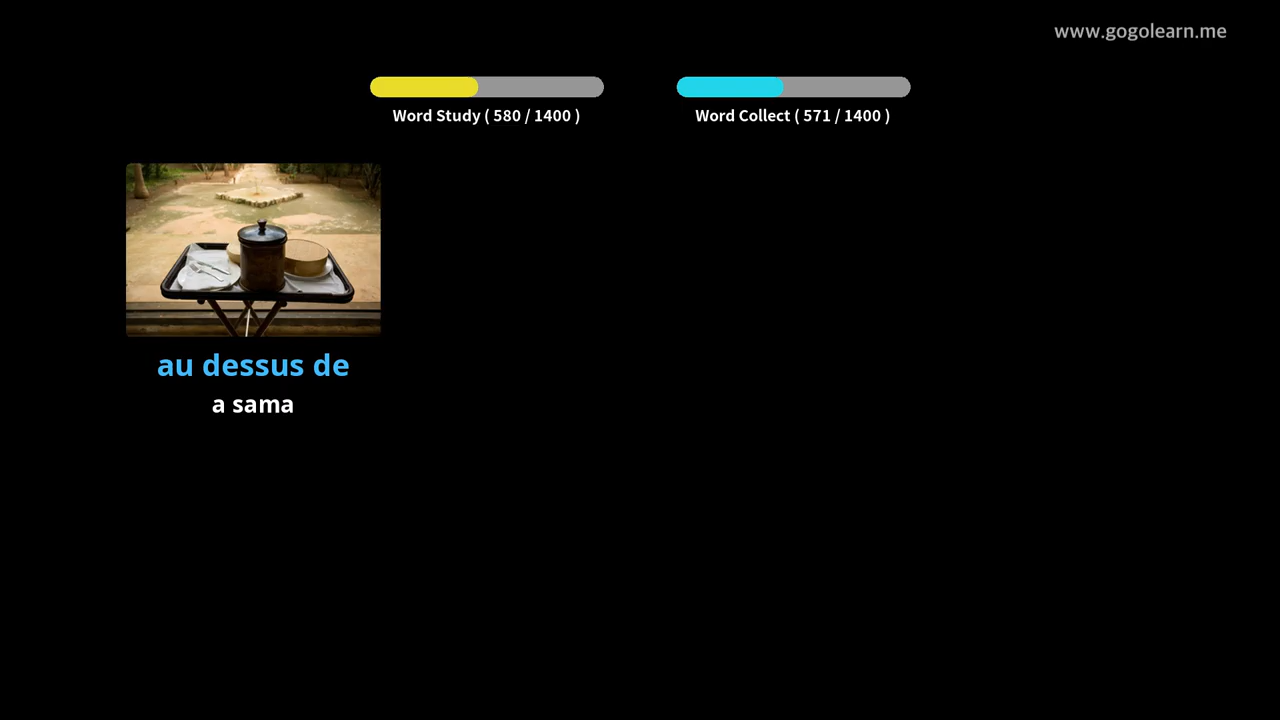 www.gogolearn.me
Word Study ( 580 / 1400 )
Word Collect ( 571 / 1400 )
au dessus de
a sama